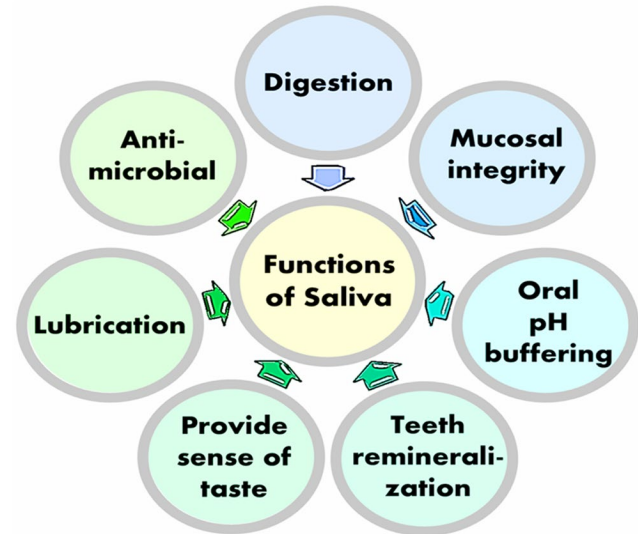 Digestion
Anti-
microbial
Mucosal
integrity
Functions
of Saliva
Lubrication
Oral
pH
buffering
Provide
sense of
taste
Teeth
reminerali-
zation